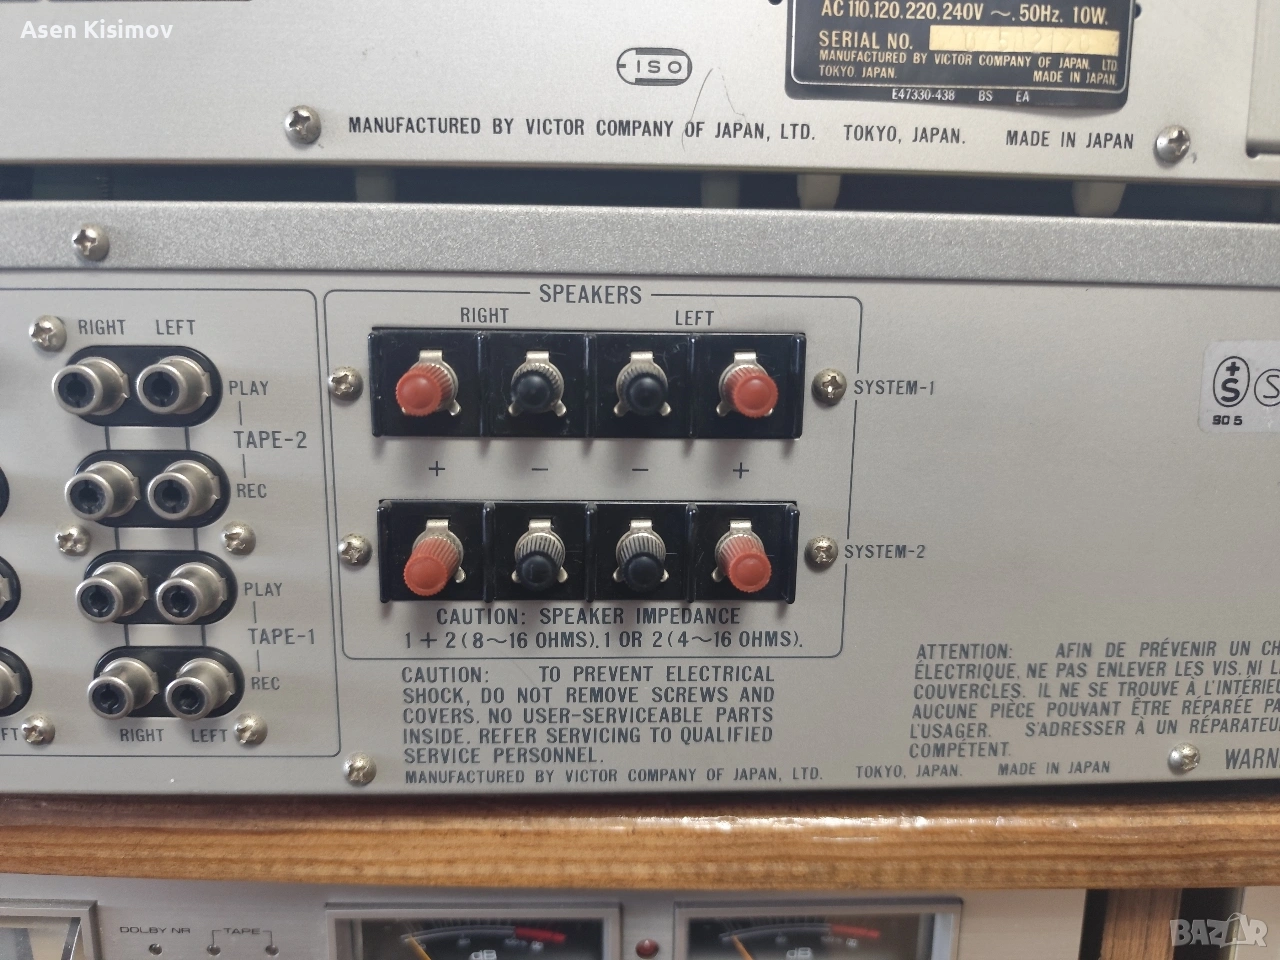 Asen Kisimov
AC 110,120.220.240V ~. 50Hz. 10W.
SERIAL NO.
MANUFACTURED BY VICTOR COMPANY OF JAPAN. LTD
TOKYO. JAPAN. MADE IN JAPAN
E47330-438 BS EA
ISO
MANUFACTURED BY VICTOR COMPANY OF JAPAN, LTD. TOKYO, JAPAN. MADE IN JAPAN
SPEAKERS
RIGHT LEFT
RIGHT LEFT
PLAY
TAPE-2
REC
PLAY
TAPE-1
REC
RIGHT LEFT
SYSTEM-1
+ − − +
SYSTEM-2
CAUTION: SPEAKER IMPEDANCE
1 + 2 (8~16 OHMS). 1 OR 2 (4~16 OHMS).
CAUTION: TO PREVENT ELECTRICAL
SHOCK, DO NOT REMOVE SCREWS AND
COVERS. NO USER-SERVICEABLE PARTS
INSIDE. REFER SERVICING TO QUALIFIED
SERVICE PERSONNEL.
MANUFACTURED BY VICTOR COMPANY OF JAPAN, LTD. TOKYO, JAPAN. MADE IN JAPAN
+
S
905
S
ATTENTION: AFIN DE PRÉVENIR UN CH
ÉLECTRIQUE, NE PAS ENLEVER LES VIS, NI L
COUVERCLES. IL NE SE TROUVE À L'INTÉRIE
AUCUNE PIÈCE POUVANT ÊTRE RÉPARÉE PA
L'USAGER. S'ADRESSER À UN RÉPARATEU
COMPÉTENT.
WARN
FT
DOLBY NR TAPE
dB
dB
BAZAR